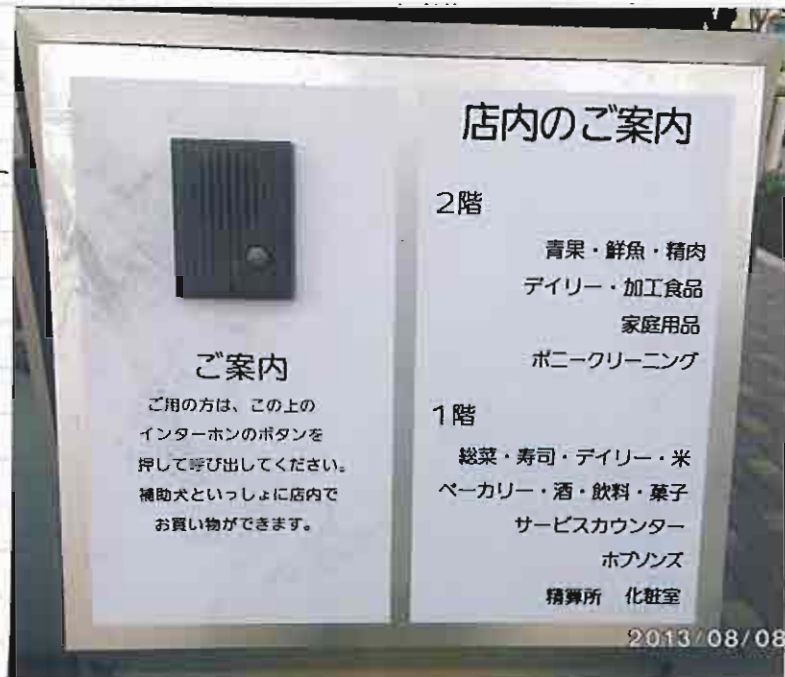 ご案内
ご用の方は、この上の
インターホンのボタンを
押して呼び出してください。
補助犬といっしょに店内で
お買い物ができます。
店内のご案内
2階
青果・鮮魚・精肉
デイリー・加工食品
家庭用品
ポニークリーニング
1階
総菜・寿司・デイリー・米
ベーカリー・酒・飲料・菓子
サービスカウンター
ホブソンズ
精算所 化粧室
2013/08/08